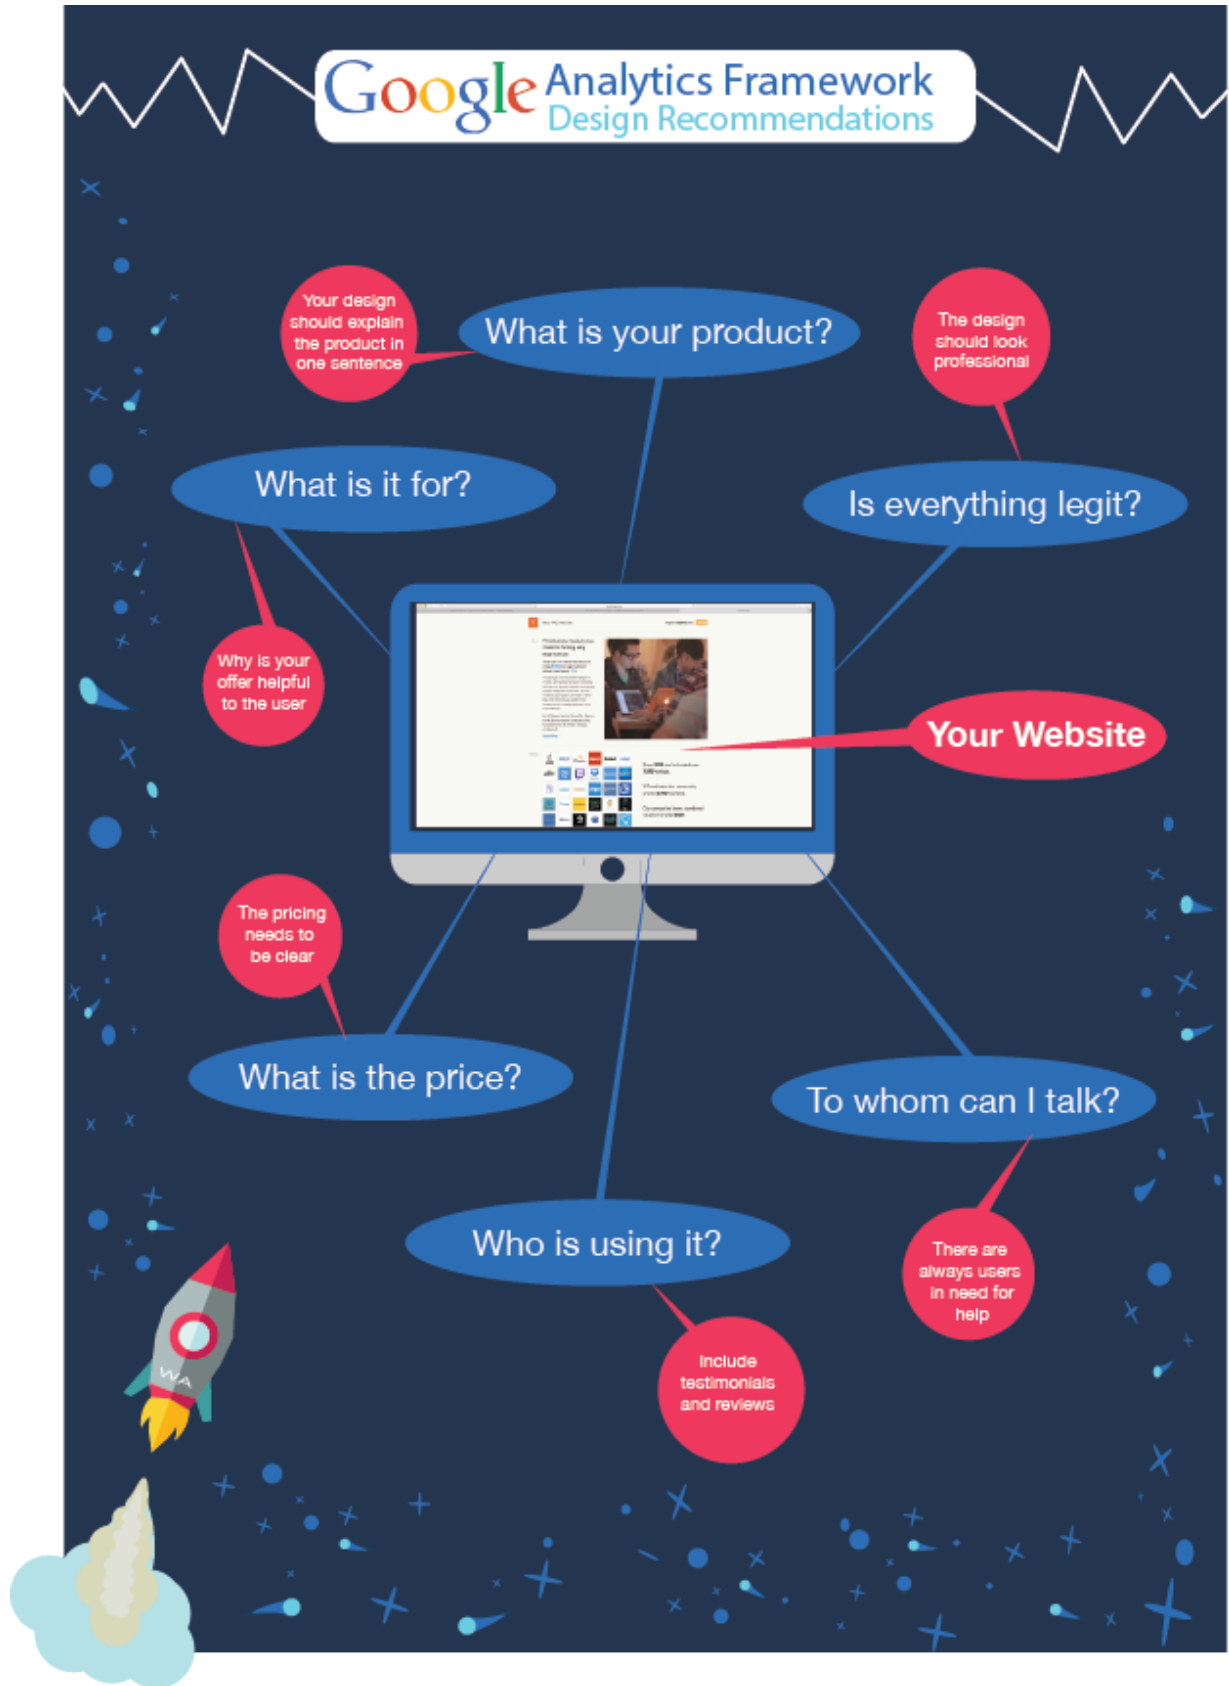 Google Analytics Framework
Design Recommendations
Your design
should explain
the product in
one sentence
What is your product?
The design
should look
professional
What is it for?
Is everything legit?
Why is your
offer helpful
to the user
Your Website
The pricing
needs to
be clear
What is the price?
To whom can I talk?
Who is using it?
There are
always users
in need for
help
Include
testimonials
and reviews
WA